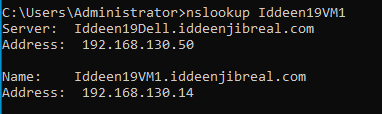 C:\Users\Administrator>nslookup Iddeen19VM1
Server:  Iddeen19Dell.iddeenjibreal.com
Address:  192.168.130.50

Name:    Iddeen19VM1.iddeenjibreal.com
Address:  192.168.130.14